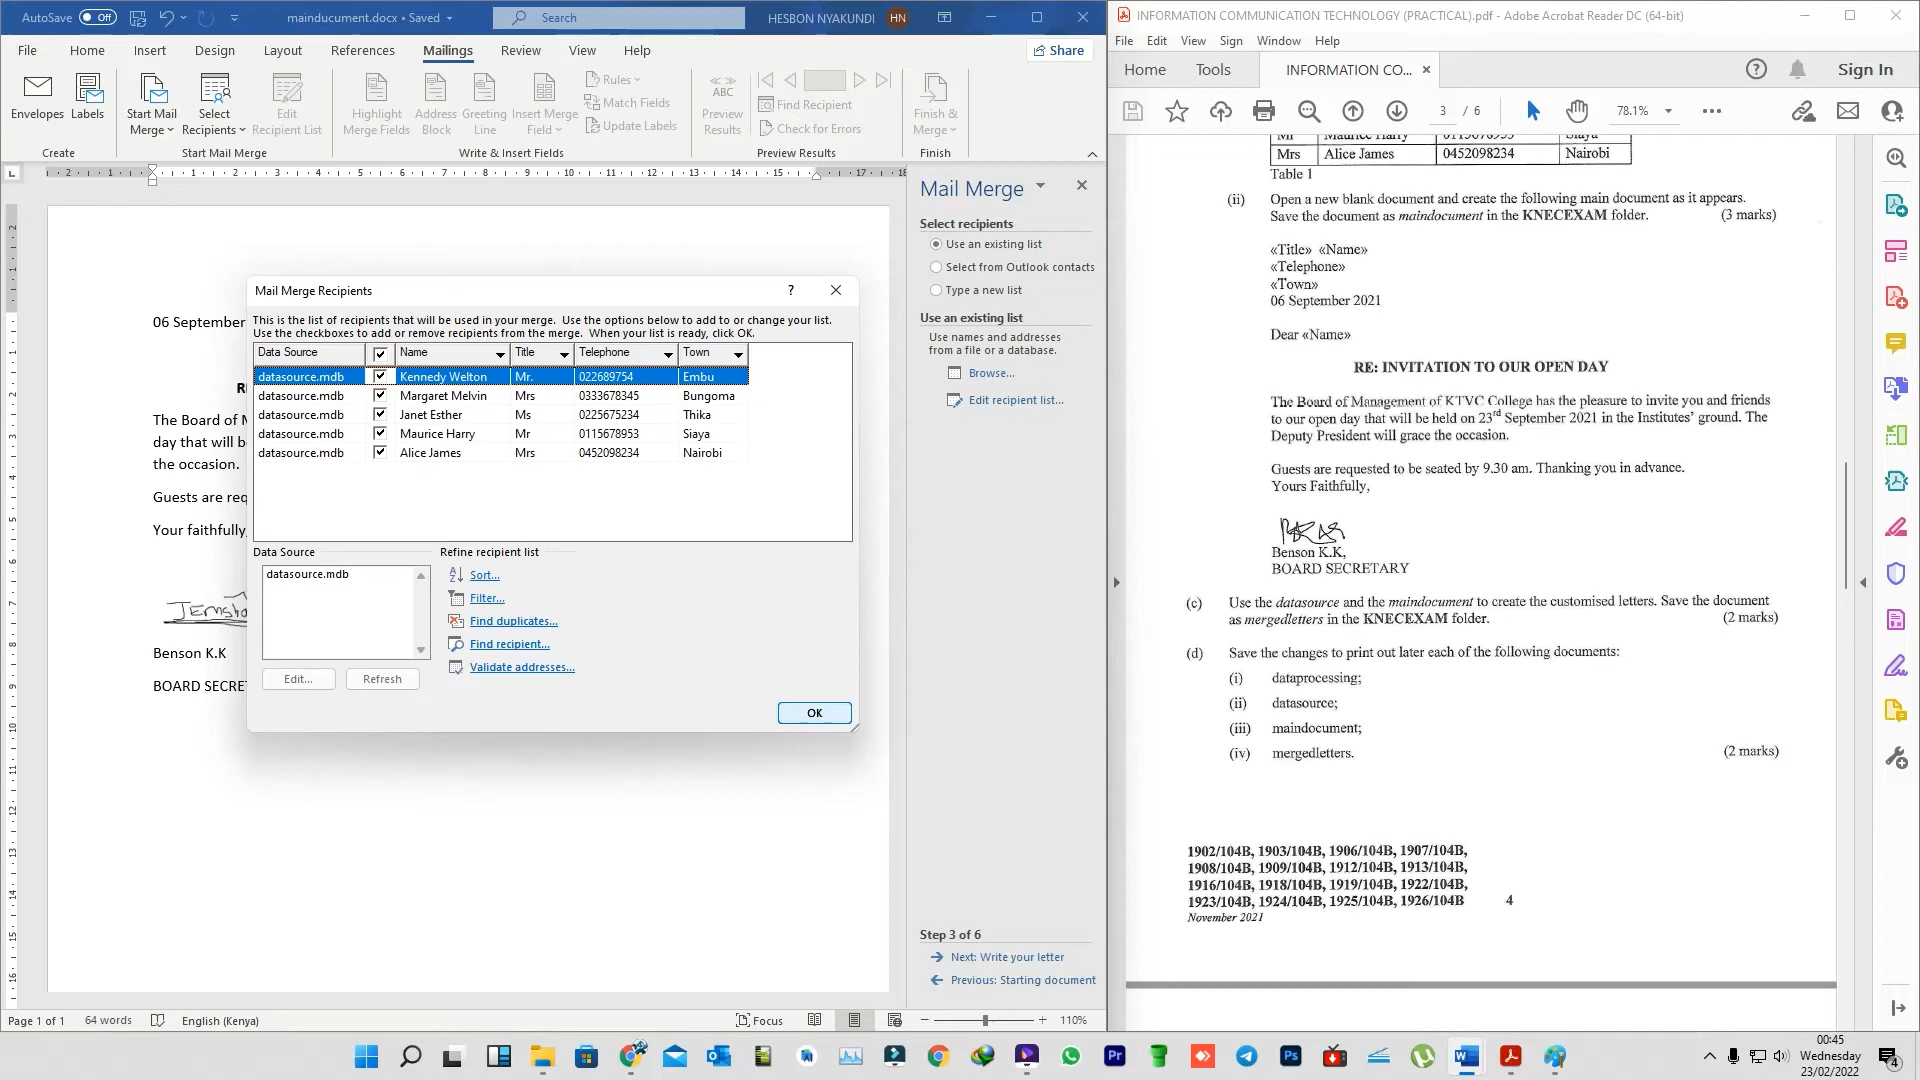 AutoSave Off
mainducument.docx • Saved
Search
HESBON NYAKUNDI HN
File Home Insert Design Layout References Mailings Review View Help
Share
Envelopes Labels
Start Mail Merge Select Recipients Edit Recipient List
Highlight Merge Fields Address Block Greeting Line Insert Merge Field
Rules
Match Fields
Update Labels
ABC
Preview Results
Find Recipient
Check for Errors
Finish & Merge
Create Start Mail Merge Write & Insert Fields Preview Results Finish
06 September
The Board of M
day that will b
the occasion.
Guests are req
Your faithfully,
Benson K.K
BOARD SECRET
Mail Merge Recipients
This is the list of recipients that will be used in your merge. Use the options below to add to or change your list.
Use the checkboxes to add or remove recipients from the merge. When your list is ready, click OK.
Data Source Name Title Telephone Town
datasource.mdb Kennedy Welton Mr. 022689754 Embu
datasource.mdb Margaret Melvin Mrs 0333678345 Bungoma
datasource.mdb Janet Esther Ms 0225675234 Thika
datasource.mdb Maurice Harry Mr 0115678953 Siaya
datasource.mdb Alice James Mrs 0452098234 Nairobi
Data Source
datasource.mdb
Edit... Refresh
Refine recipient list
Sort...
Filter...
Find duplicates...
Find recipient...
Validate addresses...
OK
Mail Merge
Select recipients
Use an existing list
Select from Outlook contacts
Type a new list
Use an existing list
Use names and addresses
from a file or a database.
Browse...
Edit recipient list...
Step 3 of 6
Next: Write your letter
Previous: Starting document
Page 1 of 1 64 words English (Kenya) Focus 110%
INFORMATION COMMUNICATION TECHNOLOGY (PRACTICAL).pdf - Adobe Acrobat Reader DC (64-bit)
File Edit View Sign Window Help
Home Tools INFORMATION CO... Sign In
3 / 6 78.1%
Mr Maurice Harry 0115678953 Siaya
Mrs Alice James 0452098234 Nairobi
Table 1
(ii) Open a new blank document and create the following main document as it appears.
Save the document as maindocument in the KNECEXAM folder. (3 marks)
«Title» «Name»
«Telephone»
«Town»
06 September 2021
Dear «Name»
RE: INVITATION TO OUR OPEN DAY
The Board of Management of KTVC College has the pleasure to invite you and friends
to our open day that will be held on 23rd September 2021 in the Institutes' ground. The
Deputy President will grace the occasion.
Guests are requested to be seated by 9.30 am. Thanking you in advance.
Yours Faithfully,
Benson K.K,
BOARD SECRETARY
(c) Use the datasource and the maindocument to create the customised letters. Save the document
as mergedletters in the KNECEXAM folder. (2 marks)
(d) Save the changes to print out later each of the following documents:
(i) dataprocessing;
(ii) datasource;
(iii) maindocument;
(iv) mergedletters. (2 marks)
1902/104B, 1903/104B, 1906/104B, 1907/104B,
1908/104B, 1909/104B, 1912/104B, 1913/104B,
1916/104B, 1918/104B, 1919/104B, 1922/104B,
1923/104B, 1924/104B, 1925/104B, 1926/104B 4
November 2021
00:45
Wednesday
23/02/2022
4